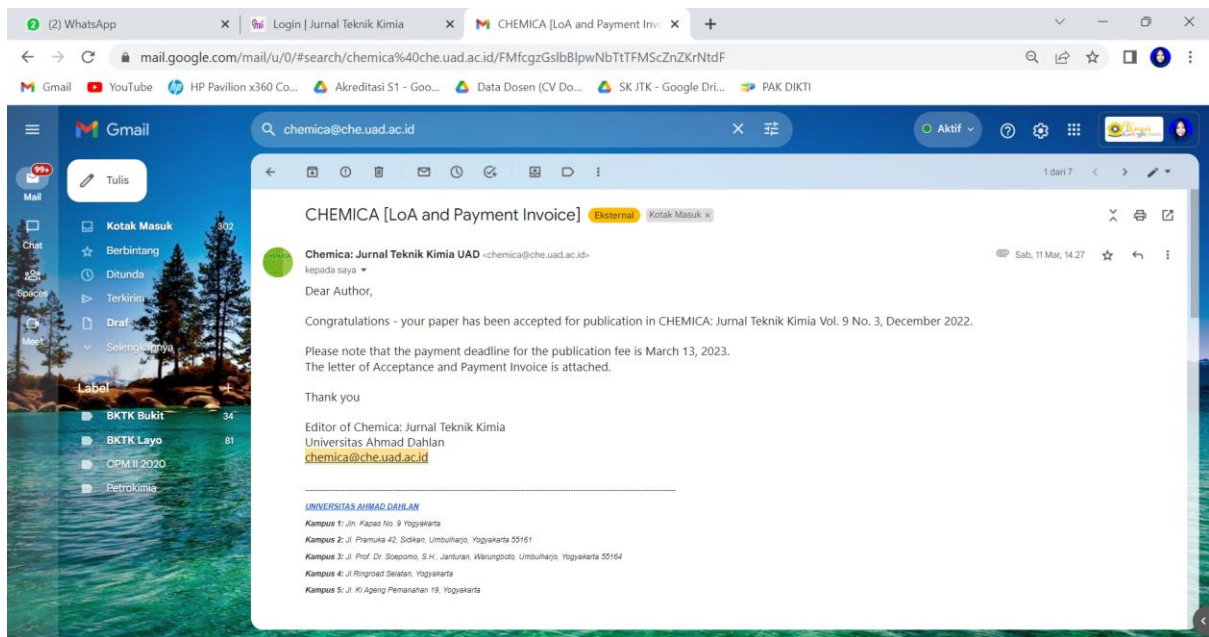 (2) WhatsApp
Login | Jurnal Teknik Kimia
CHEMICA [LoA and Payment Invo
mail.google.com/mail/u/0/#search/chemica%40che.uad.ac.id/FMfcgzGslbBlpwNbTtTFMScZnZKrNtdF
Gmail
YouTube
HP Pavilion x360 Co...
Akreditasi S1 - Goo...
Data Dosen (CV Do...
SK JTK - Google Dri...
PAK DIKTI
Gmail
chemica@che.uad.ac.id
Aktif
99+
Mail
Chat
Spaces
Meet
Tulis
Kotak Masuk 302
Berbintang
Ditunda
Terkirim
Draf
Selengkapnya
Label
BKTK Bukit 34
BKTK Layo 81
OPM II 2020
Petrokimia
1 dari 7
CHEMICA [LoA and Payment Invoice] Eksternal Kotak Masuk x
Chemica: Jurnal Teknik Kimia UAD <chemica@che.uad.ac.id> Sab, 11 Mar, 14.27
kepada saya
Dear Author,
Congratulations - your paper has been accepted for publication in CHEMICA: Jurnal Teknik Kimia Vol. 9 No. 3, December 2022.
Please note that the payment deadline for the publication fee is March 13, 2023.
The letter of Acceptance and Payment Invoice is attached.
Thank you
Editor of Chemica: Jurnal Teknik Kimia
Universitas Ahmad Dahlan
chemica@che.uad.ac.id
UNIVERSITAS AHMAD DAHLAN
Kampus 1: Jln. Kapas No. 9 Yogyakarta
Kampus 2: Jl. Pramuka 42, Sidikan, Umbulharjo, Yogyakarta 55161
Kampus 3: Jl. Prof. Dr. Soepomo, S.H., Janturan, Warungboto, Umbulharjo, Yogyakarta 55164
Kampus 4: Jl.Ringroad Selatan, Yogyakarta
Kampus 5: Jl. Ki Ageng Pemanahan 19, Yogyakarta